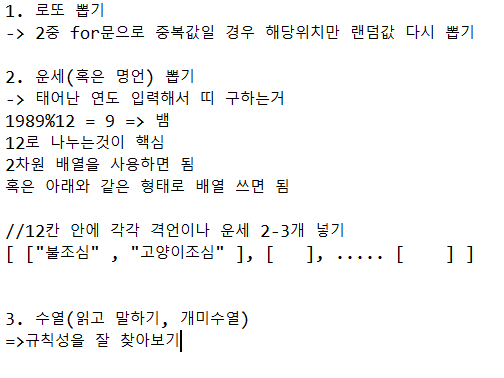 1. 로또 뽑기
-> 2중 for문으로 중복값일 경우 해당위치만 랜덤값 다시 뽑기
2. 운세(혹은 명언) 뽑기
-> 태어난 연도 입력해서 띠 구하는거
1989%12 = 9 => 뱀
12로 나누는것이 핵심
2차원 배열을 사용하면 됨
혹은 아래와 같은 형태로 배열 쓰면 됨
//12칸 안에 각각 격언이나 운세 2-3개 넣기
[ ["불조심" , "고양이조심" ], [   ], ..... [    ] ]
3. 수열(읽고 말하기, 개미수열)
=>규칙성을 잘 찾아보기